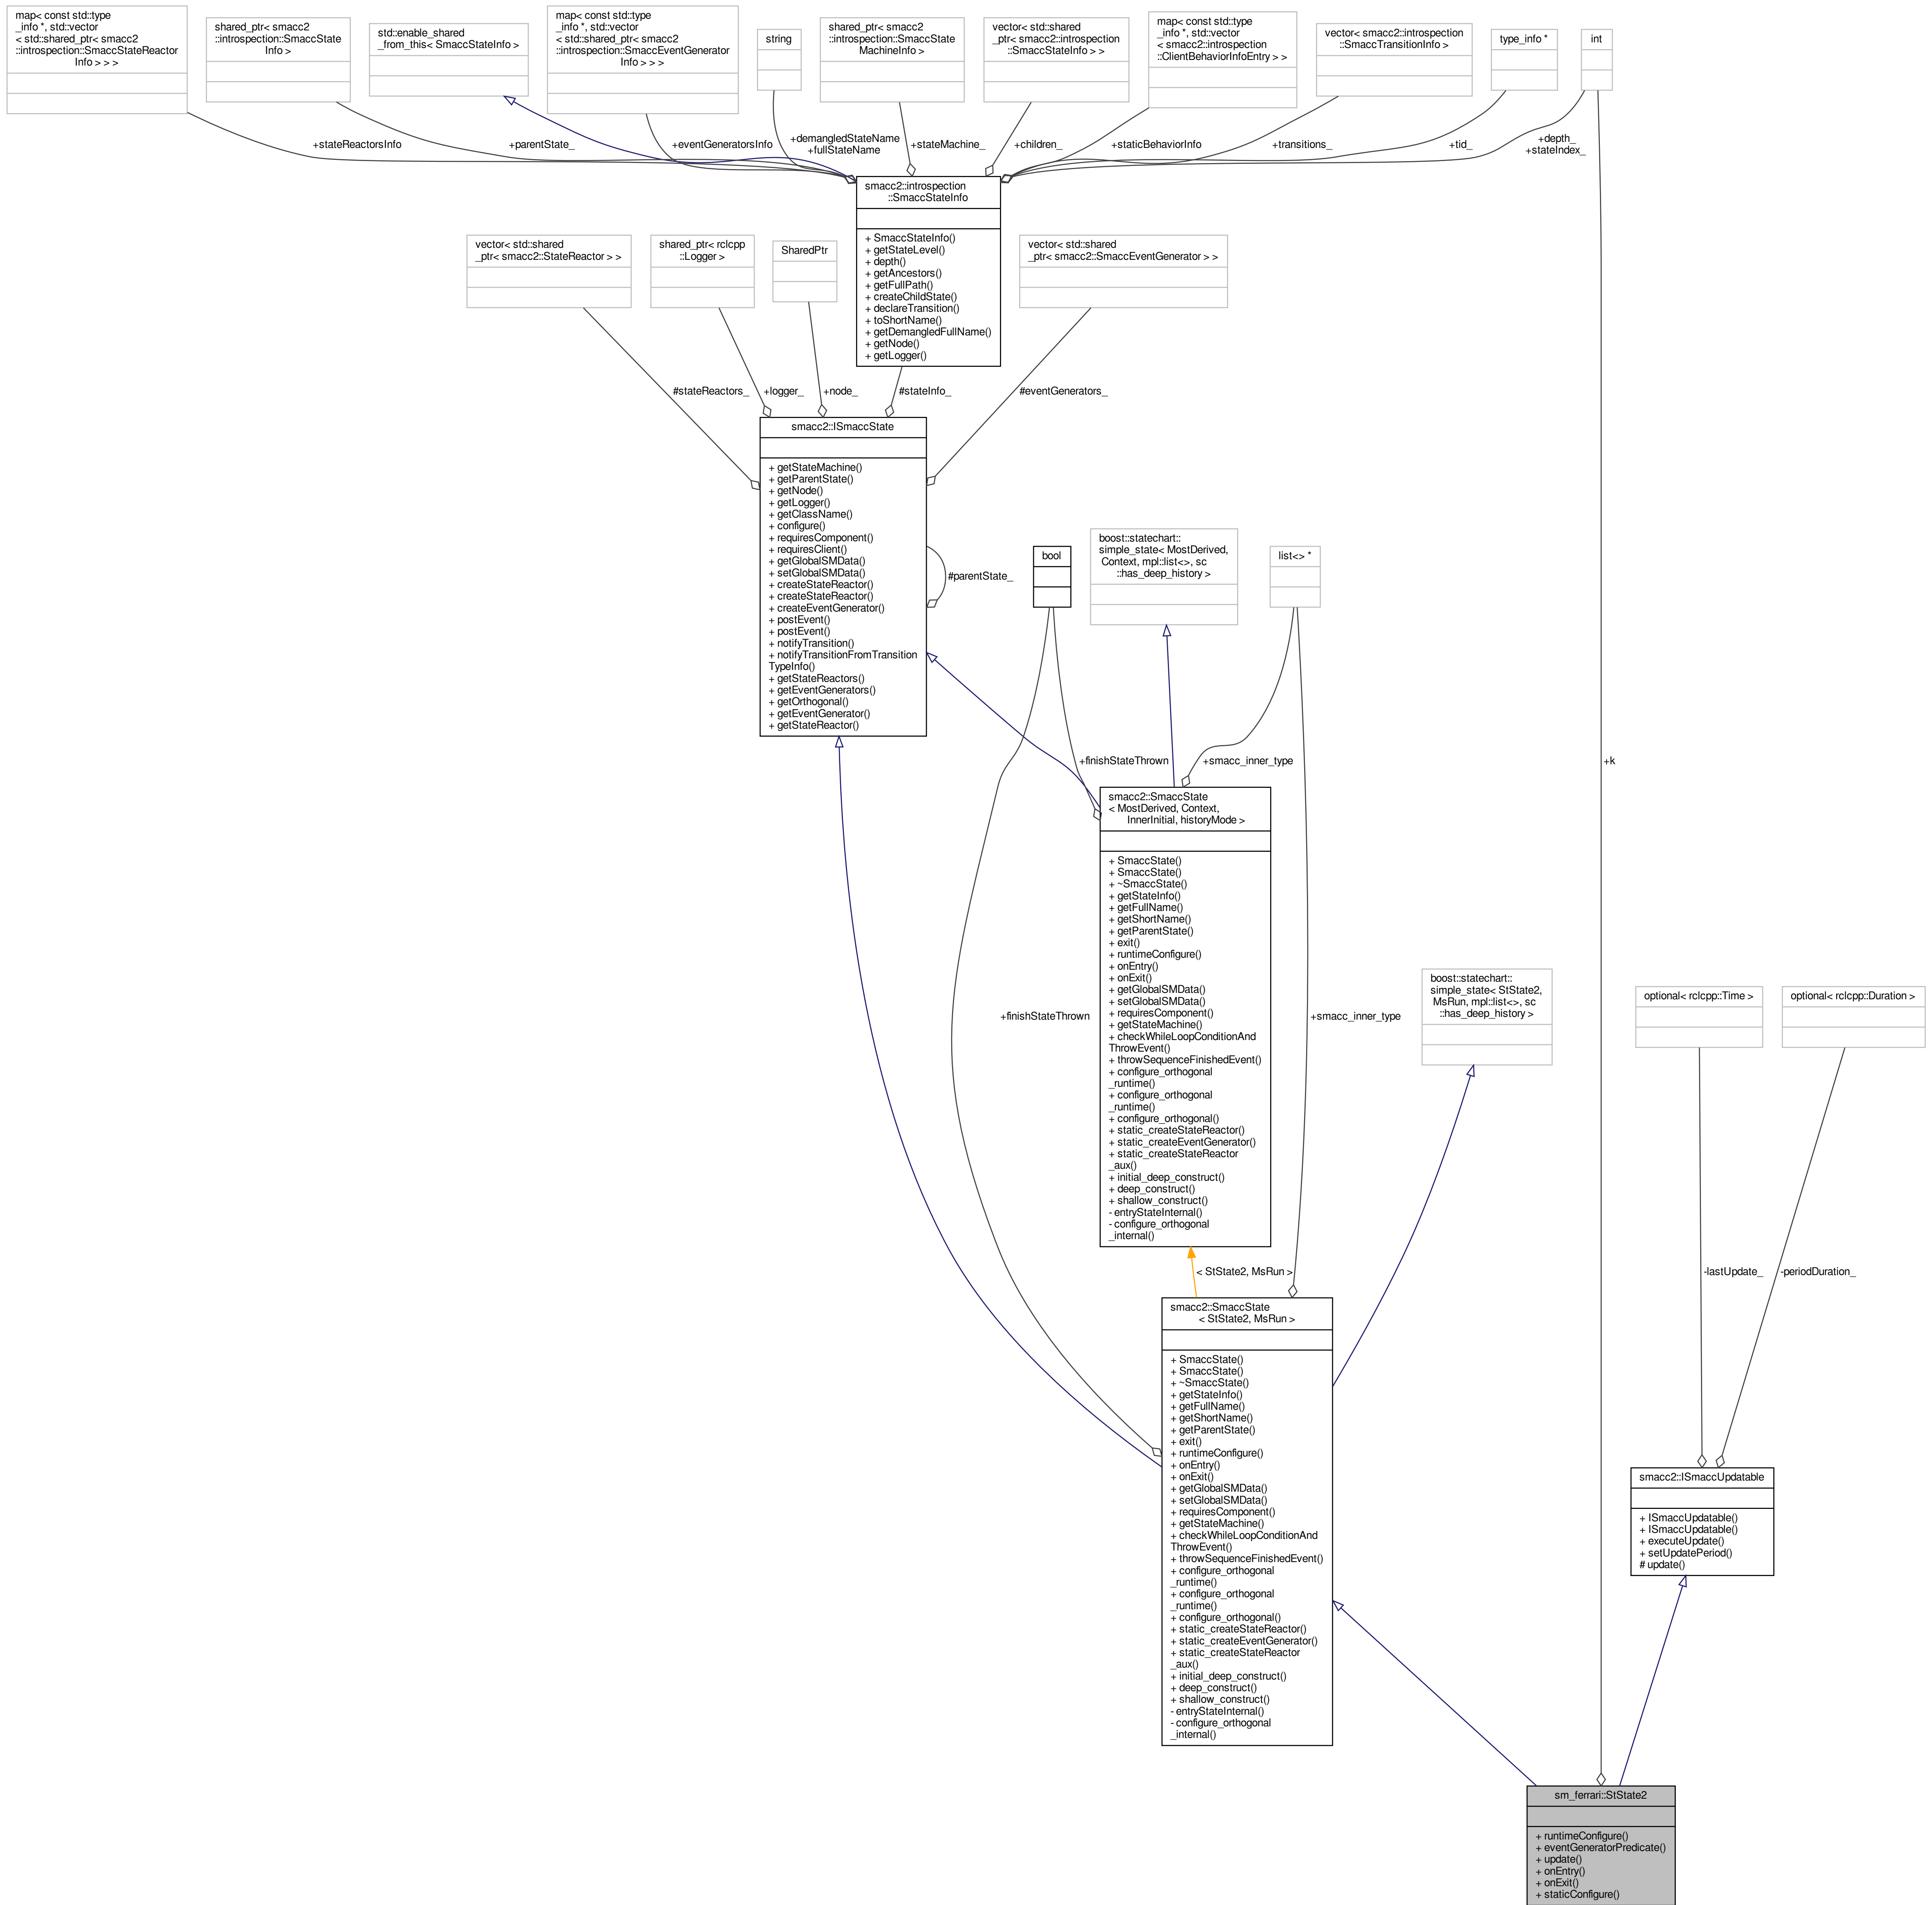 map< const std::type
_info *, std::vector
< std::shared_ptr< smacc2
::introspection::SmaccStateReactor
Info > > >
shared_ptr< smacc2
::introspection::SmaccState
Info >
std::enable_shared
_from_this< SmaccStateInfo >
map< const std::type
_info *, std::vector
< std::shared_ptr< smacc2
::introspection::SmaccEventGenerator
Info > > >
string
shared_ptr< smacc2
::introspection::SmaccState
MachineInfo >
vector< std::shared
_ptr< smacc2::introspection
::SmaccStateInfo > >
map< const std::type
_info *, std::vector
< smacc2::introspection
::ClientBehaviorInfoEntry > >
vector< smacc2::introspection
::SmaccTransitionInfo >
type_info *
int
+stateReactorsInfo
+parentState_
+eventGeneratorsInfo
+demangledStateName
+fullStateName
+stateMachine_
+children_
+staticBehaviorInfo
+transitions_
+tid_
+depth_
+stateIndex_
smacc2::introspection
::SmaccStateInfo
+ SmaccStateInfo()
+ getStateLevel()
+ depth()
+ getAncestors()
+ getFullPath()
+ createChildState()
+ declareTransition()
+ toShortName()
+ getDemangledFullName()
+ getNode()
+ getLogger()
vector< std::shared
_ptr< smacc2::StateReactor > >
shared_ptr< rclcpp
::Logger >
SharedPtr
vector< std::shared
_ptr< smacc2::SmaccEventGenerator > >
#stateReactors_
+logger_
+node_
#stateInfo_
#eventGenerators_
smacc2::ISmaccState
+ getStateMachine()
+ getParentState()
+ getNode()
+ getLogger()
+ getClassName()
+ configure()
+ requiresComponent()
+ requiresClient()
+ getGlobalSMData()
+ setGlobalSMData()
+ createStateReactor()
+ createStateReactor()
+ createEventGenerator()
+ postEvent()
+ postEvent()
+ notifyTransition()
+ notifyTransitionFromTransition
TypeInfo()
+ getStateReactors()
+ getEventGenerators()
+ getOrthogonal()
+ getEventGenerator()
+ getStateReactor()
#parentState_
bool
boost::statechart::
simple_state< MostDerived,
Context, mpl::list<>, sc
::has_deep_history >
list<> *
+finishStateThrown
+smacc_inner_type
+k
smacc2::SmaccState
< MostDerived, Context,
InnerInitial, historyMode >
+ SmaccState()
+ SmaccState()
+ ~SmaccState()
+ getStateInfo()
+ getFullName()
+ getShortName()
+ getParentState()
+ exit()
+ runtimeConfigure()
+ onEntry()
+ onExit()
+ getGlobalSMData()
+ setGlobalSMData()
+ requiresComponent()
+ getStateMachine()
+ checkWhileLoopConditionAnd
ThrowEvent()
+ throwSequenceFinishedEvent()
+ configure_orthogonal
_runtime()
+ configure_orthogonal
_runtime()
+ configure_orthogonal()
+ static_createStateReactor()
+ static_createEventGenerator()
+ static_createStateReactor
_aux()
+ initial_deep_construct()
+ deep_construct()
+ shallow_construct()
- entryStateInternal()
- configure_orthogonal
_internal()
+finishStateThrown
+smacc_inner_type
boost::statechart::
simple_state< StState2,
MsRun, mpl::list<>, sc
::has_deep_history >
optional< rclcpp::Time >
optional< rclcpp::Duration >
< StState2, MsRun >
-lastUpdate_
-periodDuration_
smacc2::SmaccState
< StState2, MsRun >
+ SmaccState()
+ SmaccState()
+ ~SmaccState()
+ getStateInfo()
+ getFullName()
+ getShortName()
+ getParentState()
+ exit()
+ runtimeConfigure()
+ onEntry()
+ onExit()
+ getGlobalSMData()
+ setGlobalSMData()
+ requiresComponent()
+ getStateMachine()
+ checkWhileLoopConditionAnd
ThrowEvent()
+ throwSequenceFinishedEvent()
+ configure_orthogonal
_runtime()
+ configure_orthogonal
_runtime()
+ configure_orthogonal()
+ static_createStateReactor()
+ static_createEventGenerator()
+ static_createStateReactor
_aux()
+ initial_deep_construct()
+ deep_construct()
+ shallow_construct()
- entryStateInternal()
- configure_orthogonal
_internal()
smacc2::ISmaccUpdatable
+ ISmaccUpdatable()
+ ISmaccUpdatable()
+ executeUpdate()
+ setUpdatePeriod()
# update()
sm_ferrari::StState2
+ runtimeConfigure()
+ eventGeneratorPredicate()
+ update()
+ onEntry()
+ onExit()
+ staticConfigure()